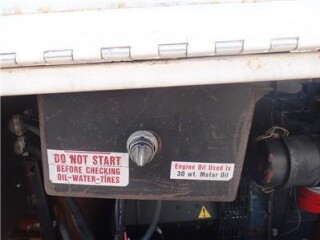 DO NOT START
BEFORE CHECKING
OIL-WATER-TIRES
Engine Oil Used Is
30 wt. Motor Oil